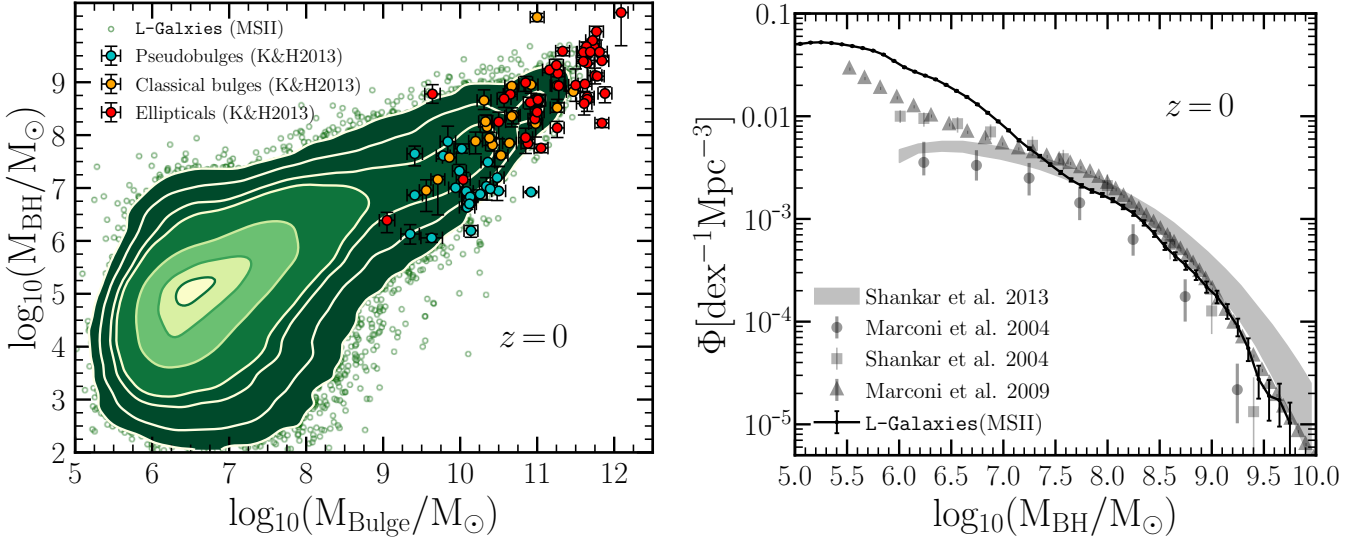 L-Galxies (MSII)
Pseudobulges (K&H2013)
Classical bulges (K&H2013)
Ellipticals (K&H2013)
z = 0
log10(MBH/M⊙)
9
8
7
6
5
4
3
2
5 6 7 8 9 10 11 12
log10(MBulge/M⊙)
z = 0
Φ[dex−1Mpc−3]
0.1
0.01
10−3
10−4
10−5
Shankar et al. 2013
Marconi et al. 2004
Shankar et al. 2004
Marconi et al. 2009
L-Galaxies(MSII)
5.0 5.5 6.0 6.5 7.0 7.5 8.0 8.5 9.0 9.5 10.0
log10(MBH/M⊙)